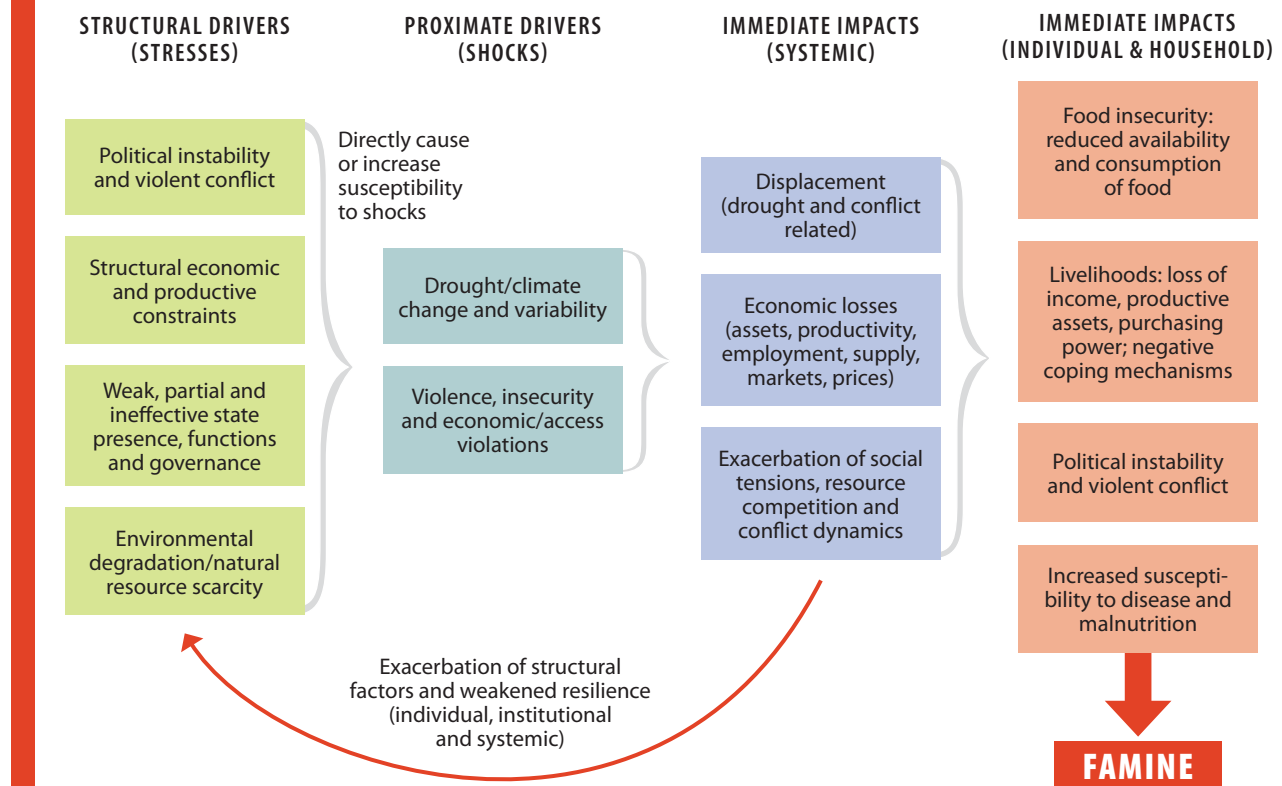 STRUCTURAL DRIVERS
(STRESSES)
PROXIMATE DRIVERS
(SHOCKS)
IMMEDIATE IMPACTS
(SYSTEMIC)
IMMEDIATE IMPACTS
(INDIVIDUAL & HOUSEHOLD)
Political instability
and violent conflict
Structural economic
and productive
constraints
Weak, partial and
ineffective state
presence, functions
and governance
Environmental
degradation/natural
resource scarcity
Directly cause
or increase
susceptibility
to shocks
Drought/climate
change and variability
Violence, insecurity
and economic/access
violations
Displacement
(drought and conflict
related)
Economic losses
(assets, productivity,
employment, supply,
markets, prices)
Exacerbation of social
tensions, resource
competition and
conflict dynamics
Food insecurity:
reduced availability
and consumption
of food
Livelihoods: loss of
income, productive
assets, purchasing
power; negative
coping mechanisms
Political instability
and violent conflict
Increased suscepti-
bility to disease and
malnutrition
Exacerbation of structural
factors and weakened resilience
(individual, institutional
and systemic)
FAMINE